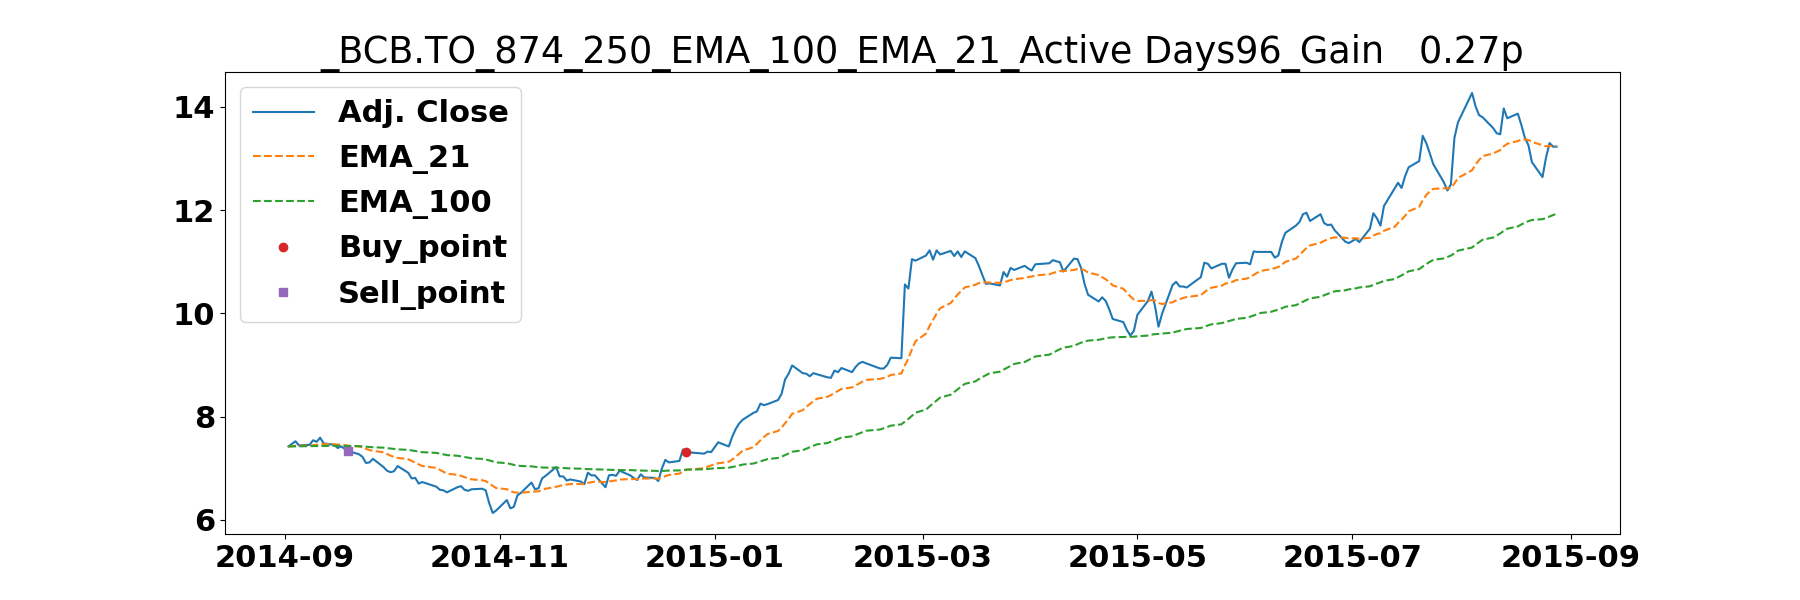 _BCB.TO_874_250_EMA_100_EMA_21_Active Days96_Gain   0.27p
Adj. Close
EMA_21
EMA_100
Buy_point
Sell_point
14
12
10
8
6
2014-09 2014-11 2015-01 2015-03 2015-05 2015-07 2015-09